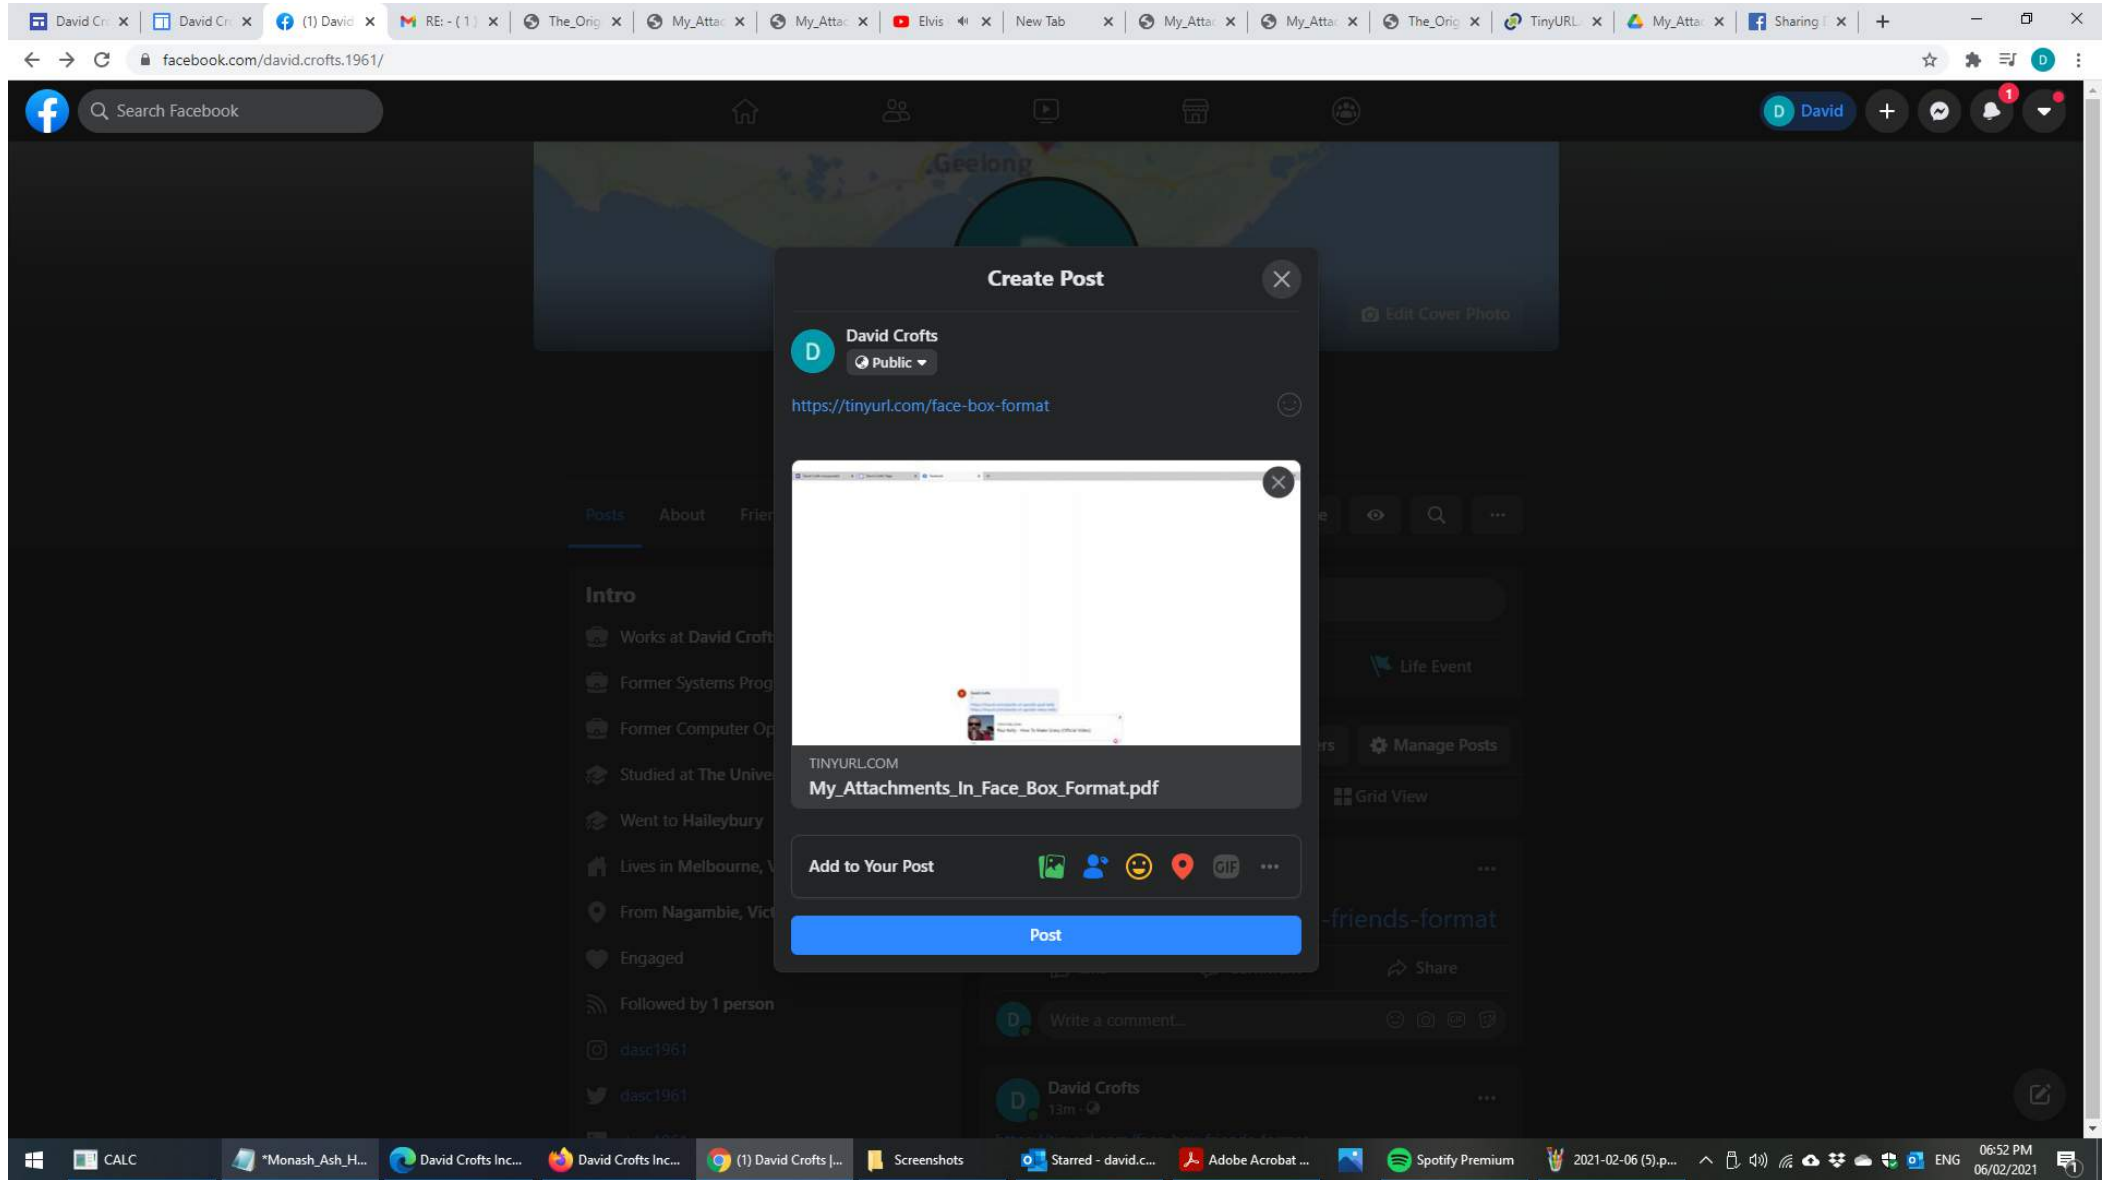 David Cr
David Cr
(1) David
RE: - ( 1 )
The_Orig
My_Attac
My_Attac
Elvis
New Tab
My_Attac
My_Attac
The_Orig
TinyURL
My_Attac
Sharing
facebook.com/david.crofts.1961/
Search Facebook
D David
1
Geelong
Create Post
Edit Cover Photo
D
David Crofts
Public
https://tinyurl.com/face-box-format
Posts About Frien
Intro
Works at David Croft
Former Systems Prog
Former Computer Op
Studied at The Unive
Went to Haileybury
Lives in Melbourne, V
From Nagambie, Vict
Engaged
Followed by 1 person
dasc1961
dasc1961
Life Event
Manage Posts
Grid View
TINYURL.COM
My_Attachments_In_Face_Box_Format.pdf
Add to Your Post
GIF
Post
-friends-format
Share
D Write a comment...
David Crofts
D 13m
CALC
*Monash_Ash_H...
David Crofts Inc...
David Crofts Inc...
(1) David Crofts |...
Screenshots
Starred - david.c...
Adobe Acrobat ...
Spotify Premium
2021-02-06 (5).p...
ENG
06:52 PM
06/02/2021